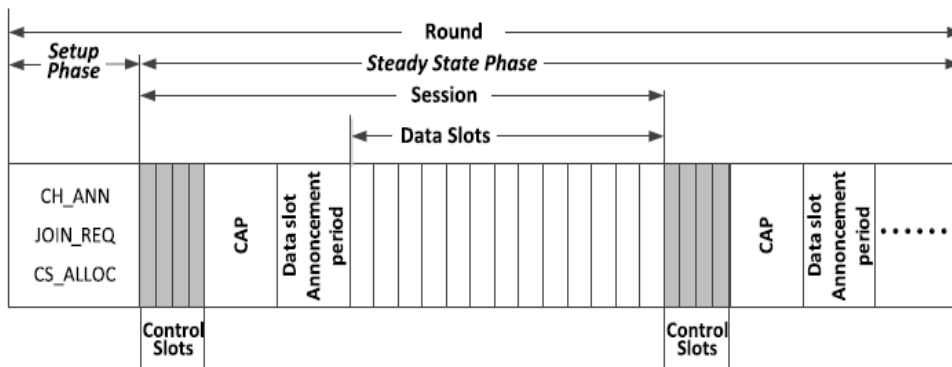 Round
Setup
Phase
Steady State Phase
Session
Data Slots
CH_ANN
JOIN_REQ
CS_ALLOC
CAP
Data slot
Annoncement
period
CAP
Data slot
Annoncement
period
Control
Slots
Control
Slots